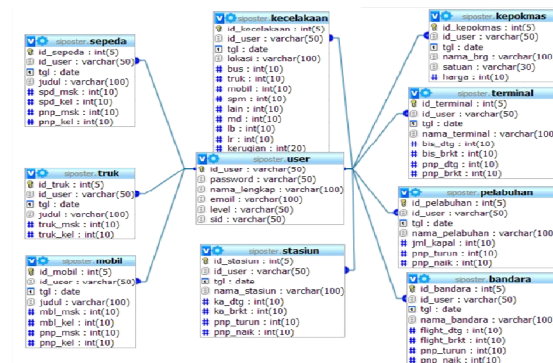 siposter.sepeda
id_sepeda : int(5)
id_user : varchar(50)
tgl : date
judul : varchar(100)
spd_msk : int(10)
spd_kel : int(10)
pnp_msk : int(10)
pnp_kel : int(10)
siposter.truk
id_truk : int(5)
id_user : varchar(50)
tgl : date
judul : varchar(100)
truk_msk : int(10)
truk_kel : int(10)
siposter.mobil
id_mobil : int(5)
id_user : varchar(50)
tgl : date
judul : varchar(100)
mbl_msk : int(10)
mbl_kel : int(10)
pnp_msk : int(10)
pnp_kel : int(10)
siposter.kecelakaan
id_kecelakaan : int(5)
id_user : varchar(50)
tgl : date
lokasi : varchar(100)
bus : int(10)
truk : int(10)
mobil : int(10)
spm : int(10)
lain : int(10)
md : int(10)
lb : int(10)
lr : int(10)
kerugian : int(20)
siposter.user
id_user : varchar(50)
password : varchar(50)
nama_lengkap : varchar(100)
email : varchar(100)
level : varchar(50)
sid : varchar(50)
siposter.stasiun
id_stasiun : int(5)
id_user : varchar(50)
tgl : date
nama_stasiun : varchar(100)
ka_dtg : int(10)
ka_brkt : int(10)
pnp_turun : int(10)
pnp_naik : int(10)
siposter.kepokmas
id_kepokmas : int(5)
id_user : varchar(50)
tgl : date
nama_brg : varchar(100)
satuan : varchar(30)
harga : int(10)
siposter.terminal
id_terminal : int(5)
id_user : varchar(50)
tgl : date
nama_terminal : varchar(100)
bis_dtg : int(10)
bis_brkt : int(10)
pnp_dtg : int(10)
pnp_brkt : int(10)
siposter.pelabuhan
id_pelabuhan : int(5)
id_user : varchar(50)
tgl : date
nama_pelabuhan : varchar(100)
jml_kapal : int(10)
pnp_turun : int(10)
pnp_naik : int(10)
siposter.bandara
id_bandara : int(5)
id_user : varchar(50)
tgl : date
nama_bandara : varchar(100)
flight_dtg : int(10)
flight_brkt : int(10)
pnp_turun : int(10)
pnp_naik : int(10)